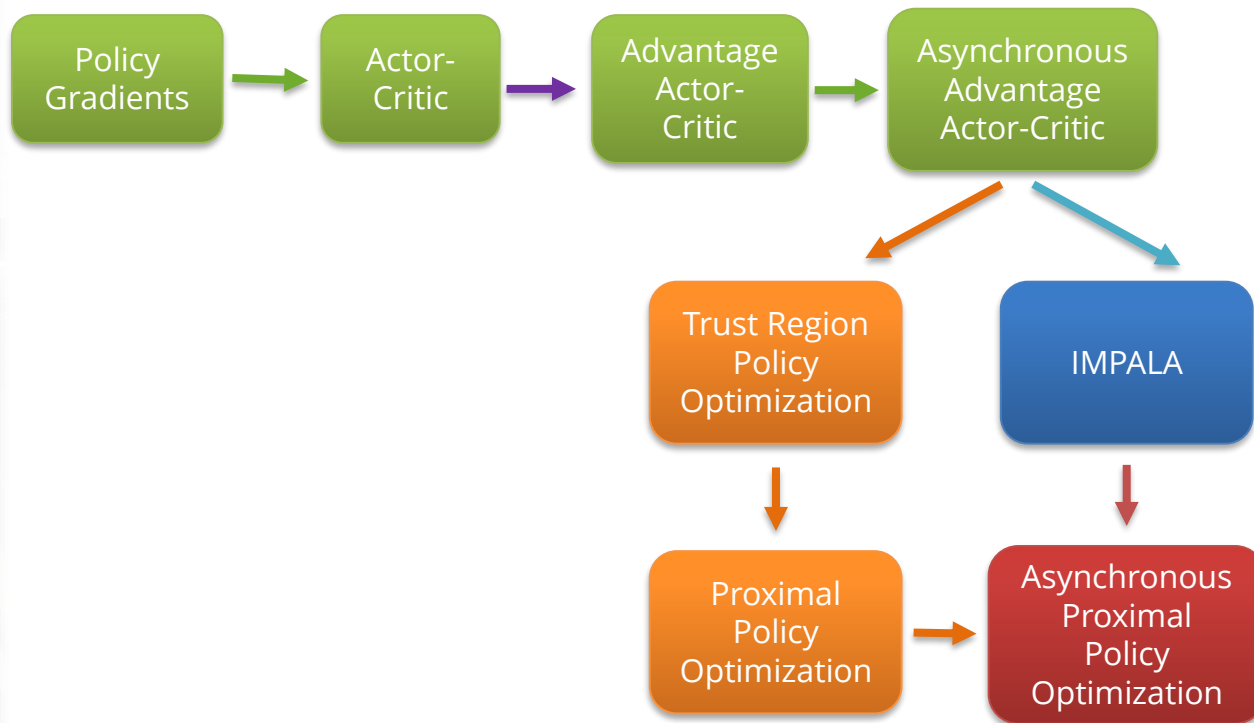 Policy
Gradients
Actor-
Critic
Advantage
Actor-
Critic
Asynchronous
Advantage
Actor-Critic
Trust Region
Policy
Optimization
IMPALA
Proximal
Policy
Optimization
Asynchronous
Proximal
Policy
Optimization